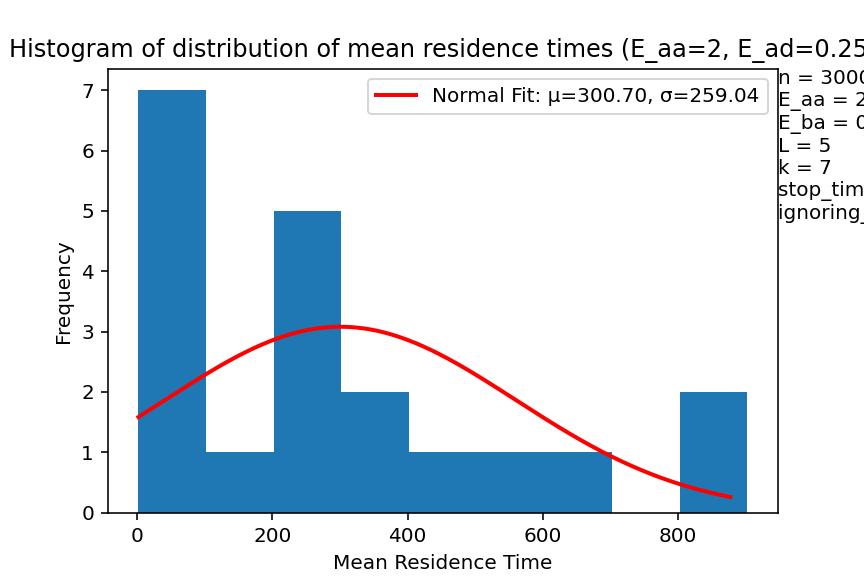 Histogram of distribution of mean residence times (E_aa=2, E_ad=0.25
n = 3000
E_aa = 2
E_ba = 0
L = 5
k = 7
stop_tim
ignoring_
Normal Fit: μ=300.70, σ=259.04
7
6
5
4
3
2
1
0
Frequency
0 200 400 600 800
Mean Residence Time